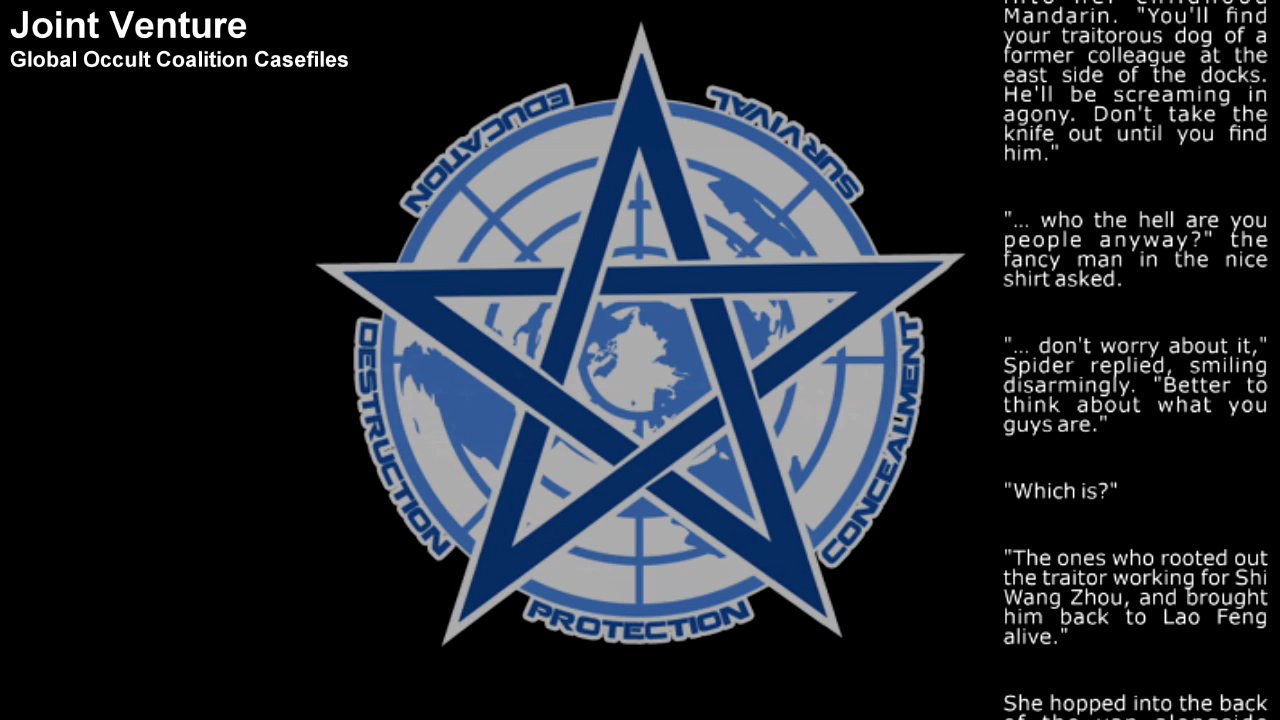 Joint Venture
Global Occult Coalition Casefiles
EDUCATION
SURVIVAL
DESTRUCTION
CONCEALMENT
PROTECTION
Mandarin. "You'll find
your traitorous dog of a
former colleague at the
east side of the docks.
He'll be screaming in
agony. Don't take the
knife out until you find
him."
"... who the hell are you
people anyway?" the
fancy man in the nice
shirt asked.
"... don't worry about it,"
Spider replied, smiling
disarmingly. "Better to
think about what you
guys are."
"Which is?"
"The ones who rooted out
the traitor working for Shi
Wang Zhou, and brought
him back to Lao Feng
alive."
She hopped into the back